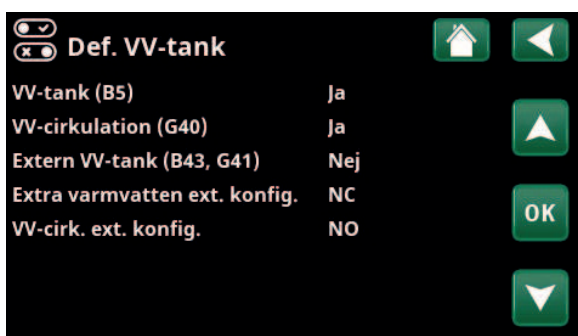 Def. VV-tank
VV-tank (B5) Ja
VV-cirkulation (G40) Ja
Extern VV-tank (B43, G41) Nej
Extra varmvatten ext. konfig. NC
VV-cirk. ext. konfig. NO
OK